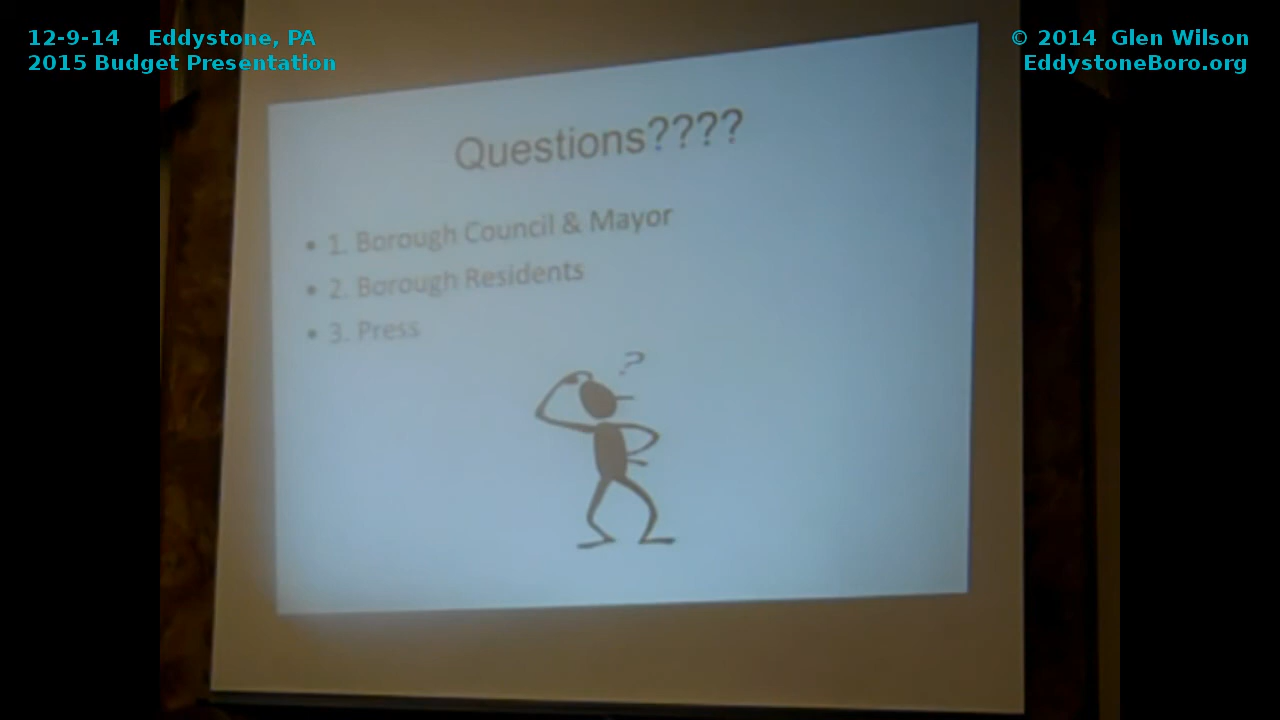 12-9-14 Eddystone, PA
2015 Budget Presentation
© 2014 Glen Wilson
EddystoneBoro.org
Questions????
• 1. Borough Council & Mayor
• 2. Borough Residents
• 3. Press
?